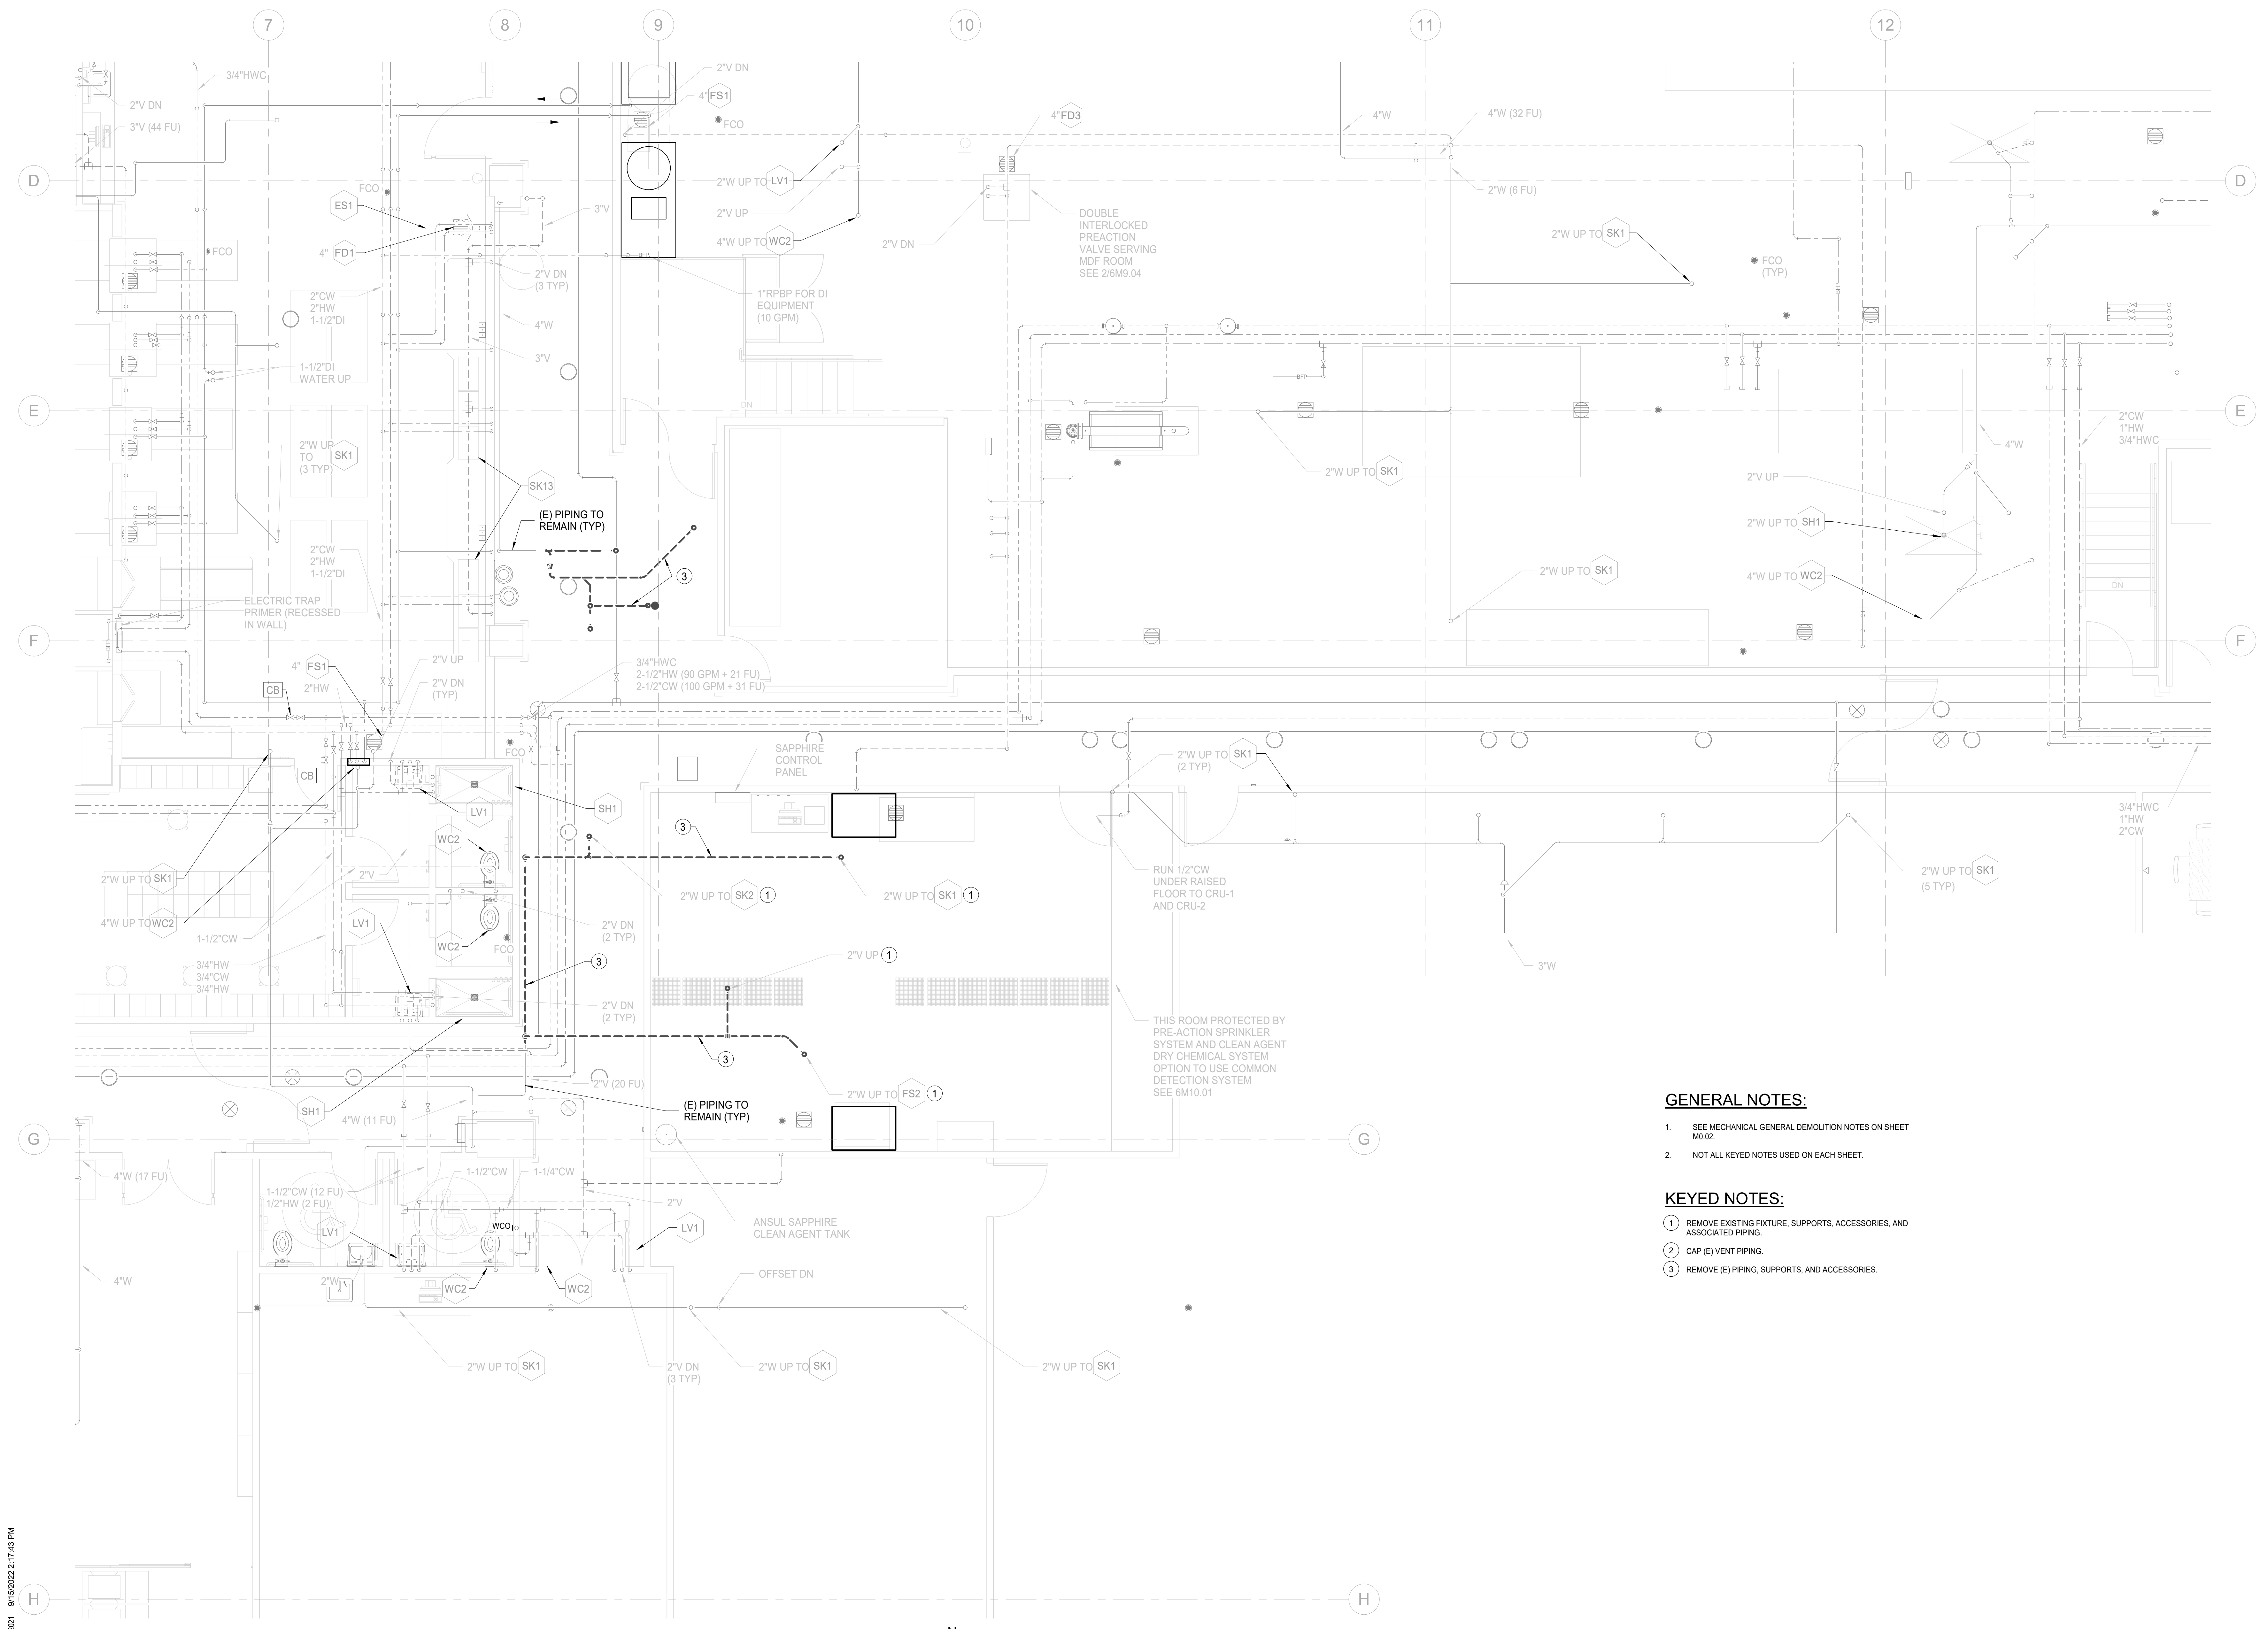 7
8
9
10
11
12
3/4"HWC
2"V DN
3"V (44 FU)
2"V DN
4" FS1
FCO
4" FD3
4"W
4"W (32 FU)
D
D
FCO
ES1
3"V
2"W UP TO LV1
2"V UP
4"W UP TO WC2
2"W (6 FU)
DOUBLE
INTERLOCKED
PREACTION
VALVE SERVING
MDF ROOM
SEE 2/6M9.04
2"V DN
2"W UP TO SK1
FCO
4" FD1
BFP
FCO
(TYP)
BFP
2"V DN
(3 TYP)
2"CW
2"HW
1-1/2"DI
1"RPBP FOR DI
EQUIPMENT
(10 GPM)
4"W
3"V
1-1/2"DI
WATER UP
BFP
E
DN
E
2"CW
1"HW
3/4"HWC
2"W UP
TO
(3 TYP)
SK1
4"W
2"W UP TO SK1
2"V UP
SK13
(E) PIPING TO
REMAIN (TYP)
2"W UP TO SH1
2"CW
2"HW
1-1/2"DI
3
2"W UP TO SK1
4"W UP TO WC2
DN
ELECTRIC TRAP
PRIMER (RECESSED
IN WALL)
F
BFP
F
4" FS1
2"V UP
3/4"HWC
2-1/2"HW (90 GPM + 21 FU)
2-1/2"CW (100 GPM + 31 FU)
CB
2"HW
2"V DN
(TYP)
FCO
SAPPHIRE
CONTROL
PANEL
2"W UP TO SK1
(2 TYP)
CB
SH1
LV1
3/4"HWC
1"HW
2"CW
3
WC2
2"W UP TO SK1
2"V
RUN 1/2"CW
UNDER RAISED
FLOOR TO CRU-1
AND CRU-2
2"W UP TO SK1
(5 TYP)
2"W UP TO SK2 1
2"W UP TO SK1 1
4"W UP TO WC2
LV1
2"V DN
(2 TYP)
1-1/2"CW
WC2
FCO
2"V UP 1
3
3"W
3/4"HW
3/4"CW
3/4"HW
2"V DN
(2 TYP)
THIS ROOM PROTECTED BY
PRE-ACTION SPRINKLER
SYSTEM AND CLEAN AGENT
DRY CHEMICAL SYSTEM
OPTION TO USE COMMON
DETECTION SYSTEM
SEE 6M10.01
3
2"V (20 FU)
2"W UP TO FS2 1
SH1
4"W (11 FU)
(E) PIPING TO
REMAIN (TYP)
GENERAL NOTES:
1. SEE MECHANICAL GENERAL DEMOLITION NOTES ON SHEET
M0.02.
2. NOT ALL KEYED NOTES USED ON EACH SHEET.
G
G
4"W (17 FU)
1-1/2"CW
1-1/4"CW
1-1/2"CW (12 FU)
1/2"HW (2 FU)
2"V
KEYED NOTES:
1 REMOVE EXISTING FIXTURE, SUPPORTS, ACCESSORIES, AND
ASSOCIATED PIPING.
2 CAP (E) VENT PIPING.
3 REMOVE (E) PIPING, SUPPORTS, AND ACCESSORIES.
LV1
WCO
LV1
ANSUL SAPPHIRE
CLEAN AGENT TANK
4"W
2"W
WC2
WC2
OFFSET DN
2"W UP TO SK1
2"V DN
(3 TYP)
2"W UP TO SK1
2"W UP TO SK1
9/15/2022 2:17:43 PM
H
H